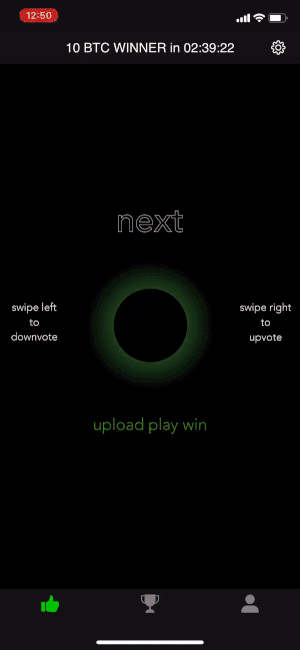 12:50
10 BTC WINNER in 02:39:22
next
swipe left
to
downvote
swipe right
to
upvote
upload play win